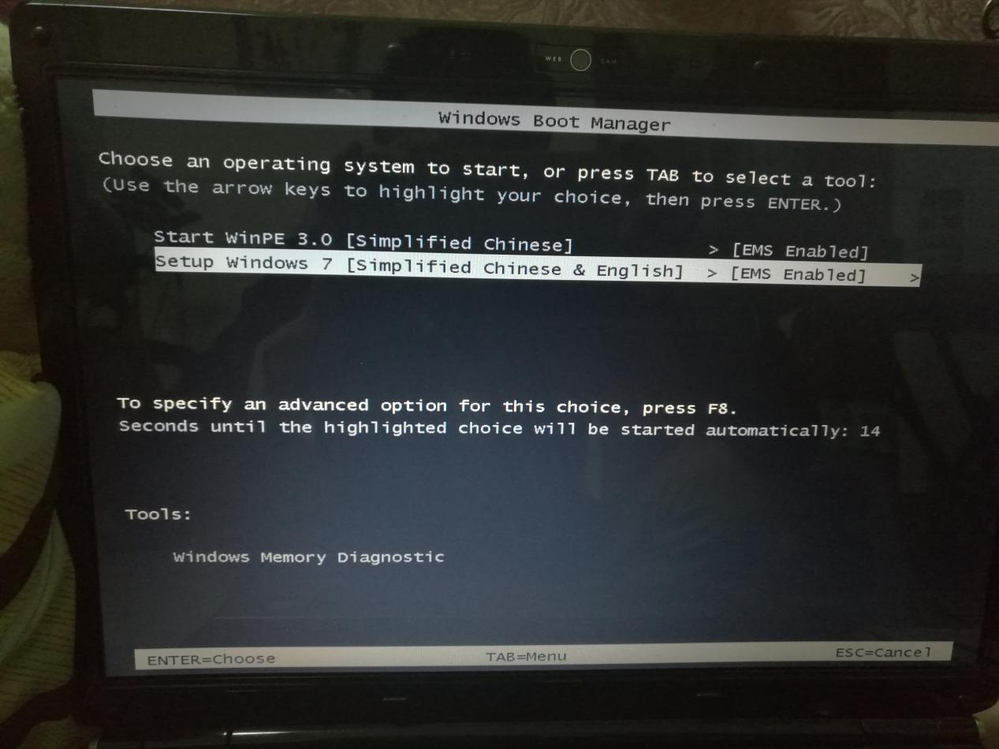 WEB CAM
Windows Boot Manager
Choose an operating system to start, or press TAB to select a tool:
(Use the arrow keys to highlight your choice, then press ENTER.)
Start WinPE 3.0 [Simplified Chinese] > [EMS Enabled]
Setup Windows 7 [Simplified Chinese & English] > [EMS Enabled] >
To specify an advanced option for this choice, press F8.
Seconds until the highlighted choice will be started automatically: 14
Tools:
Windows Memory Diagnostic
ENTER=Choose TAB=Menu ESC=Cancel